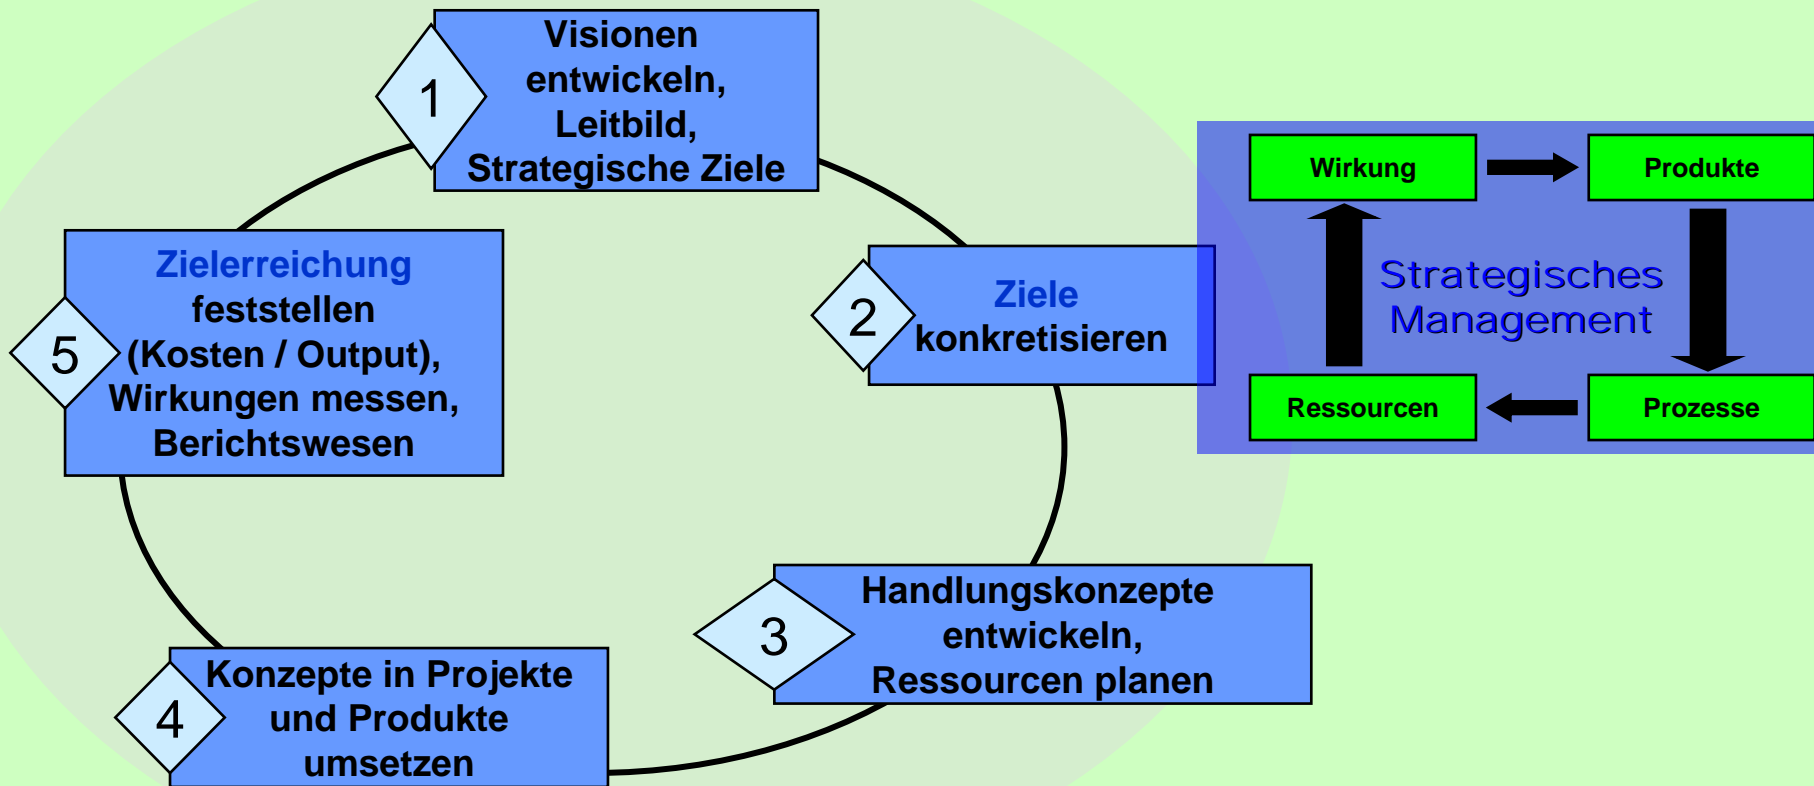 1
Visionen
entwickeln,
Leitbild,
Strategische Ziele
2
Ziele
konkretisieren
3
Handlungskonzepte
entwickeln,
Ressourcen planen
4
Konzepte in Projekte
und Produkte
umsetzen
5
Zielerreichung
feststellen
(Kosten / Output),
Wirkungen messen,
Berichtswesen
Wirkung
Produkte
Strategisches
Management
Ressourcen
Prozesse